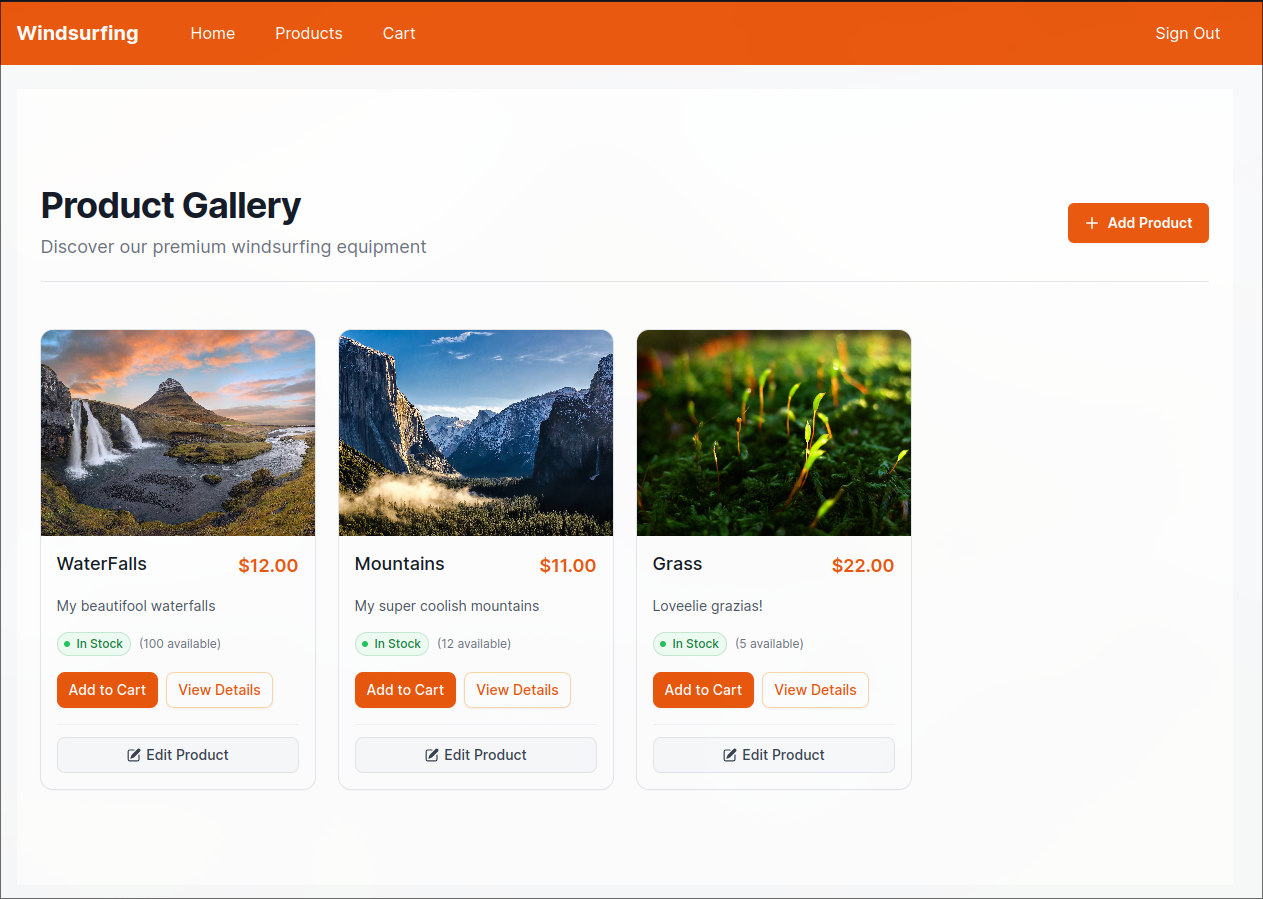 Windsurfing Home Products Cart Sign Out
Product Gallery
Discover our premium windsurfing equipment
Add Product
WaterFalls $12.00
My beautifool waterfalls
In Stock (100 available)
Add to Cart View Details
Edit Product
Mountains $11.00
My super coolish mountains
In Stock (12 available)
Add to Cart View Details
Edit Product
Grass $22.00
Loveelie grazias!
In Stock (5 available)
Add to Cart View Details
Edit Product